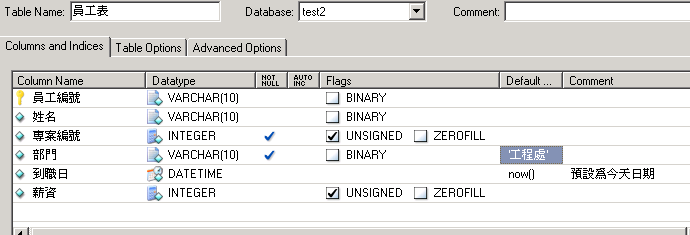 Table Name: 員工表 Database: test2 Comment:
Columns and Indices Table Options Advanced Options
Column Name Datatype NOT NULL AUTO INC Flags Default ... Comment
員工編號 VARCHAR(10) BINARY
姓名 VARCHAR(10) BINARY
專案編號 INTEGER UNSIGNED ZEROFILL
部門 VARCHAR(10) BINARY '工程處'
到職日 DATETIME now() 預設為今天日期
薪資 INTEGER UNSIGNED ZEROFILL